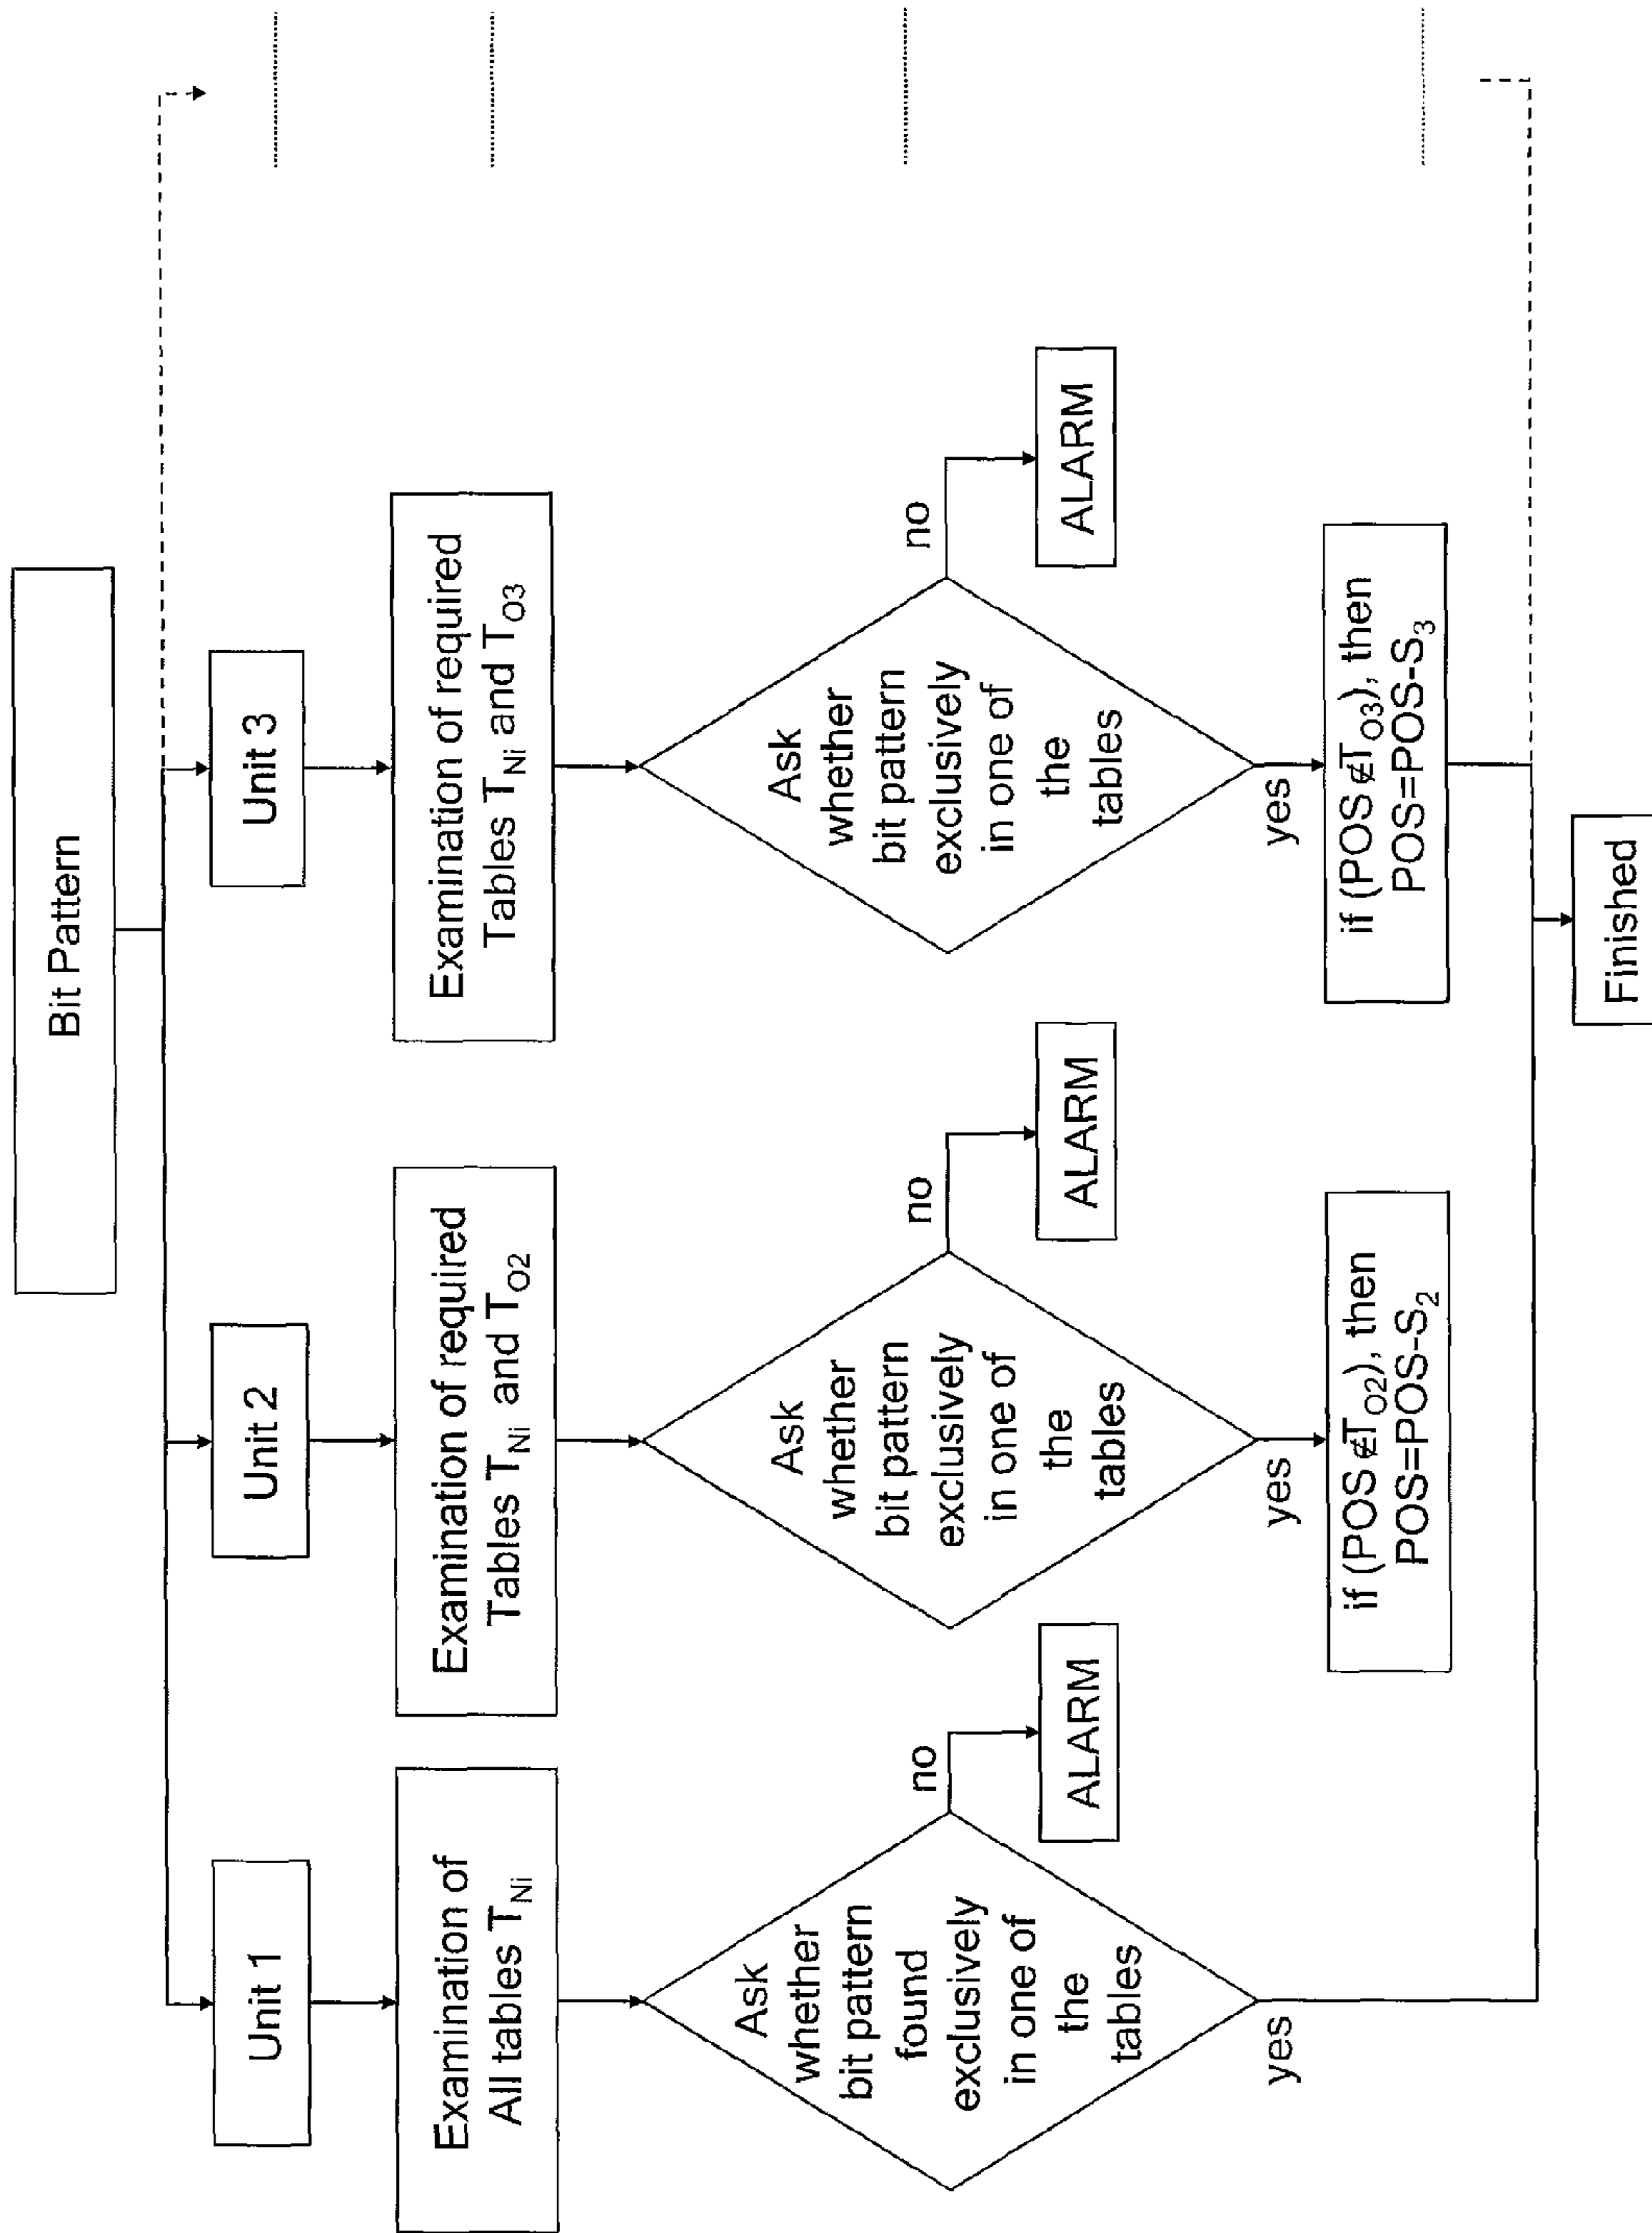 Bit Pattern
Unit 1
Unit 2
Unit 3
Examination of
All tables T_Ni
Examination of required
Tables T_Ni and T_O2
Examination of required
Tables T_Ni and T_O3
Ask
whether
bit pattern
found
exclusively
in one of
the
tables
no
ALARM
yes
Ask
whether
bit pattern
exclusively
in one of
the
tables
no
ALARM
yes
Ask
whether
bit pattern
exclusively
in one of
the
tables
no
ALARM
yes
if (POS∉T_O2), then
POS=POS-S_2
if (POS∉T_O3), then
POS=POS-S_3
Finished